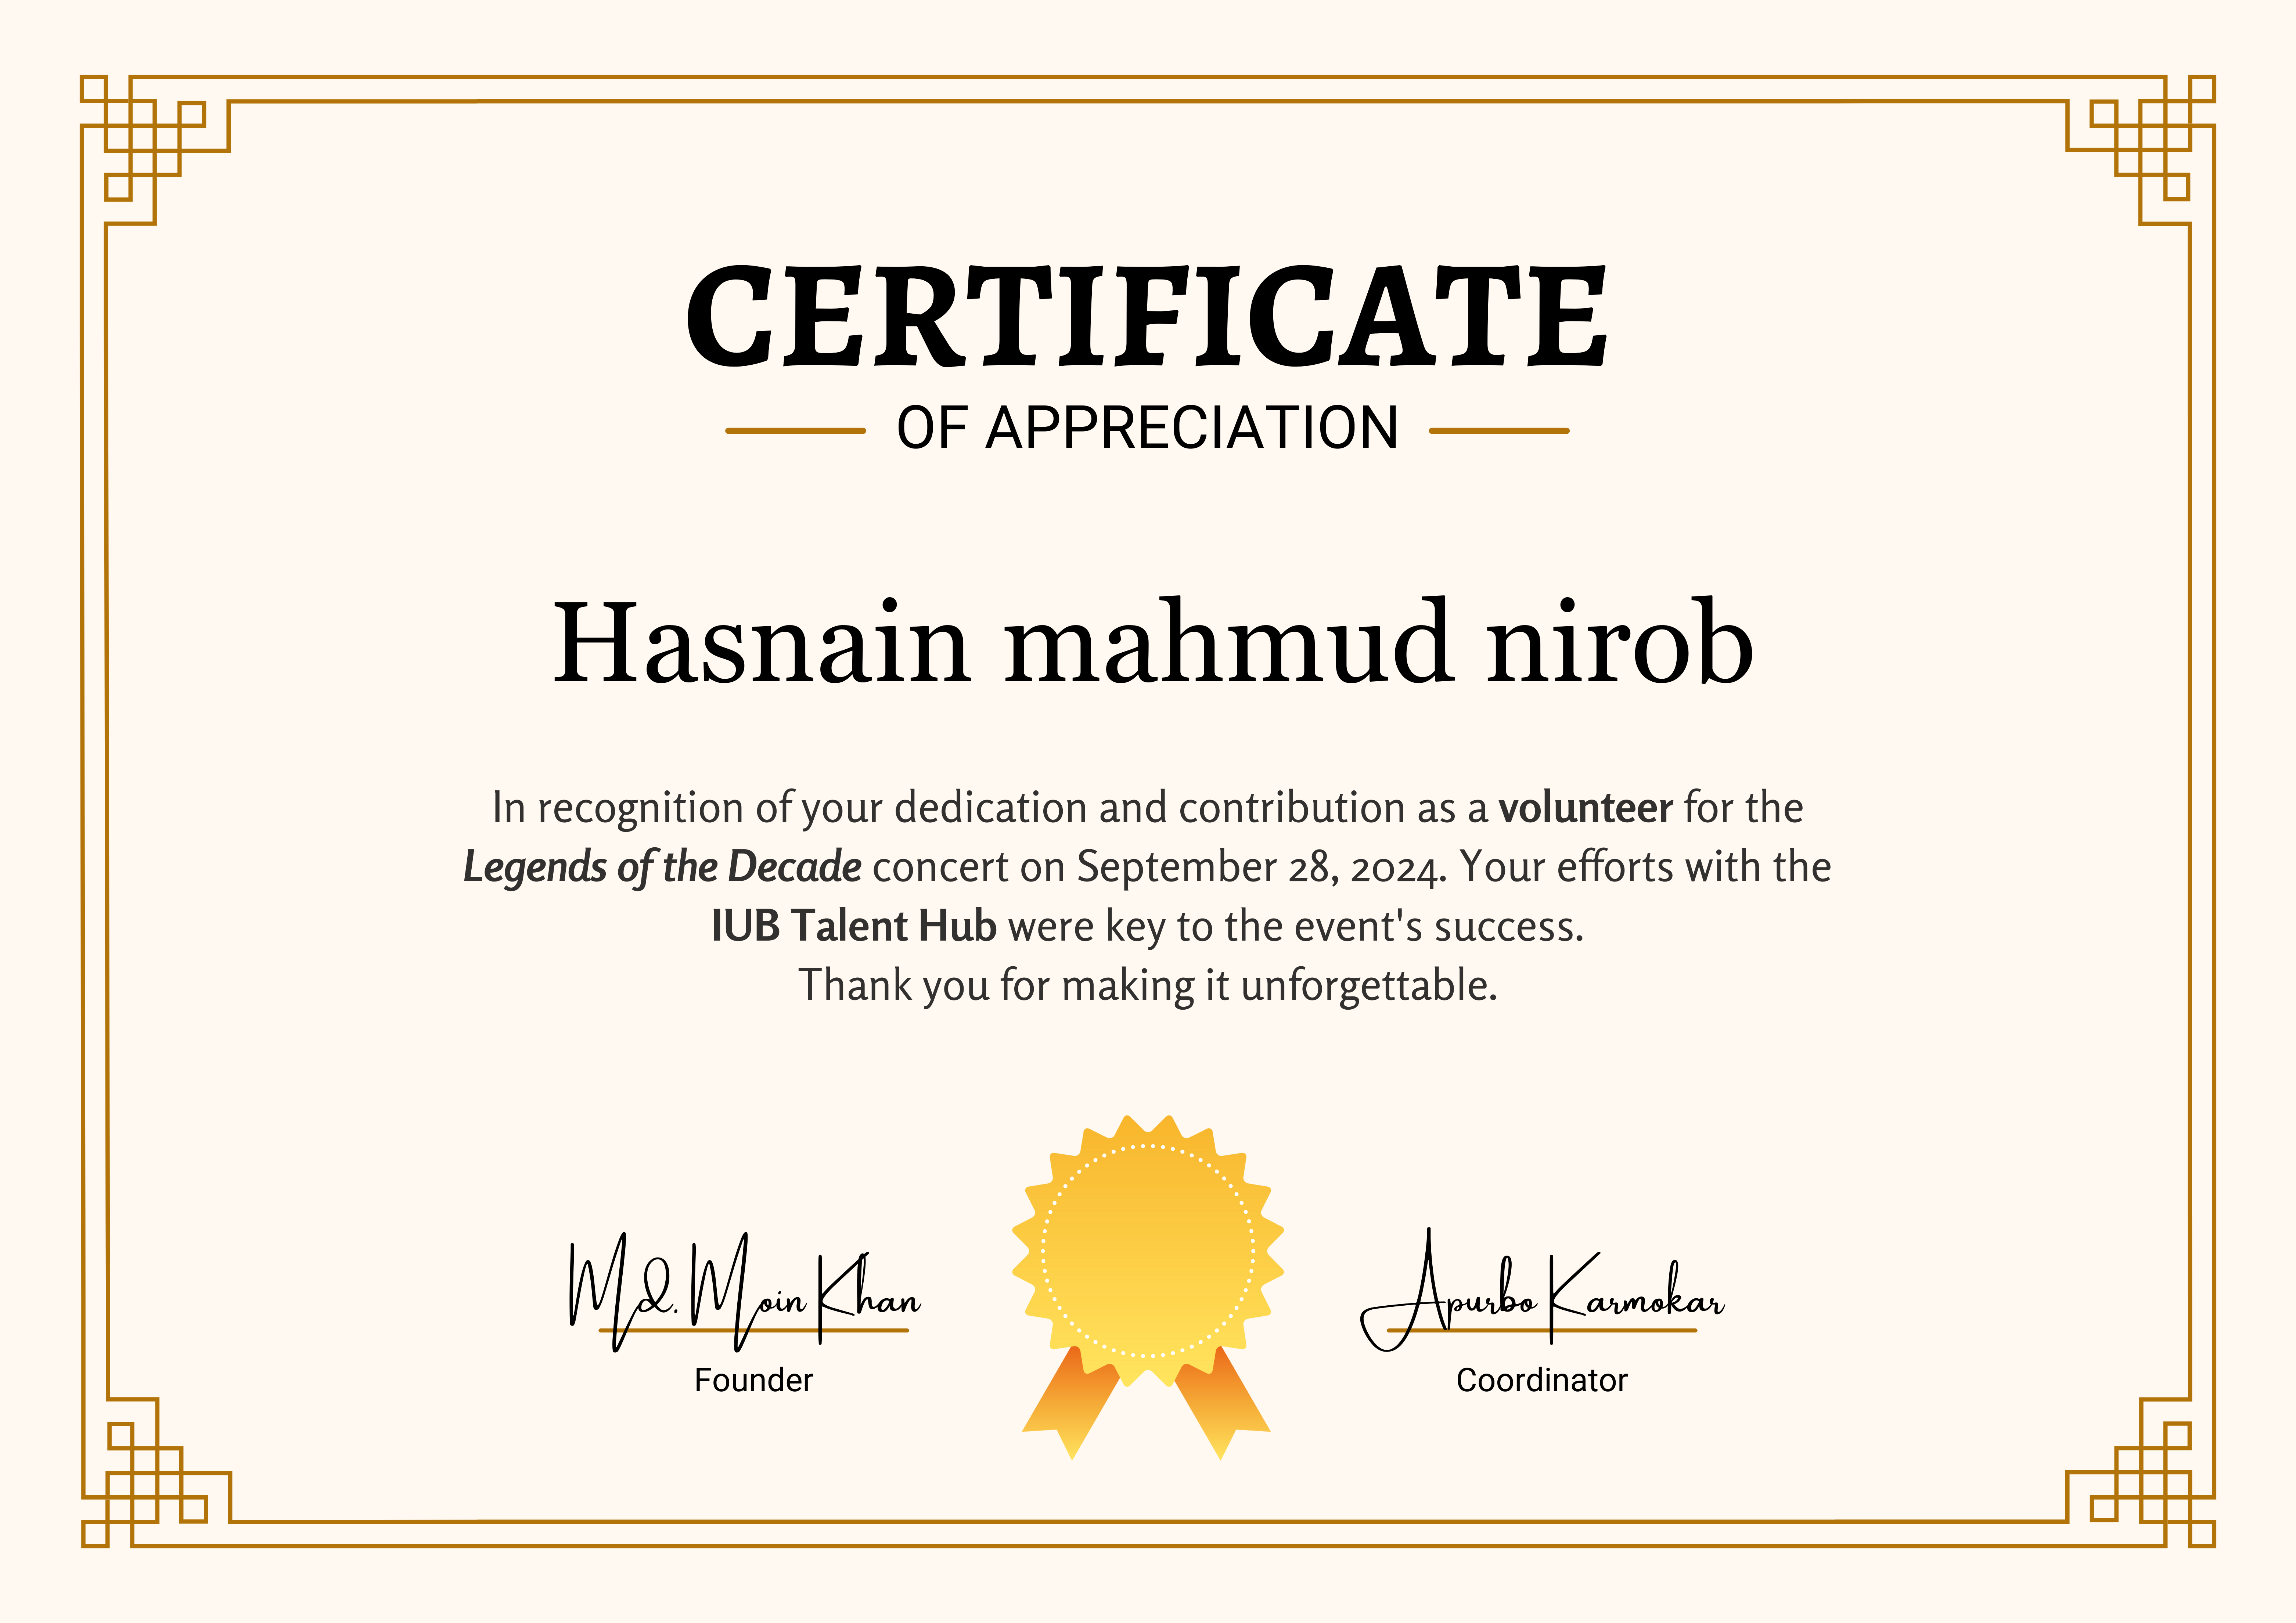 CERTIFICATE
OF APPRECIATION
Hasnain mahmud nirob
In recognition of your dedication and contribution as a volunteer for the
Legends of the Decade concert on September 28, 2024. Your efforts with the
IUB Talent Hub were key to the event's success.
Thank you for making it unforgettable.
Md. Moin Khan
Founder
Apurbo Karmokar
Coordinator